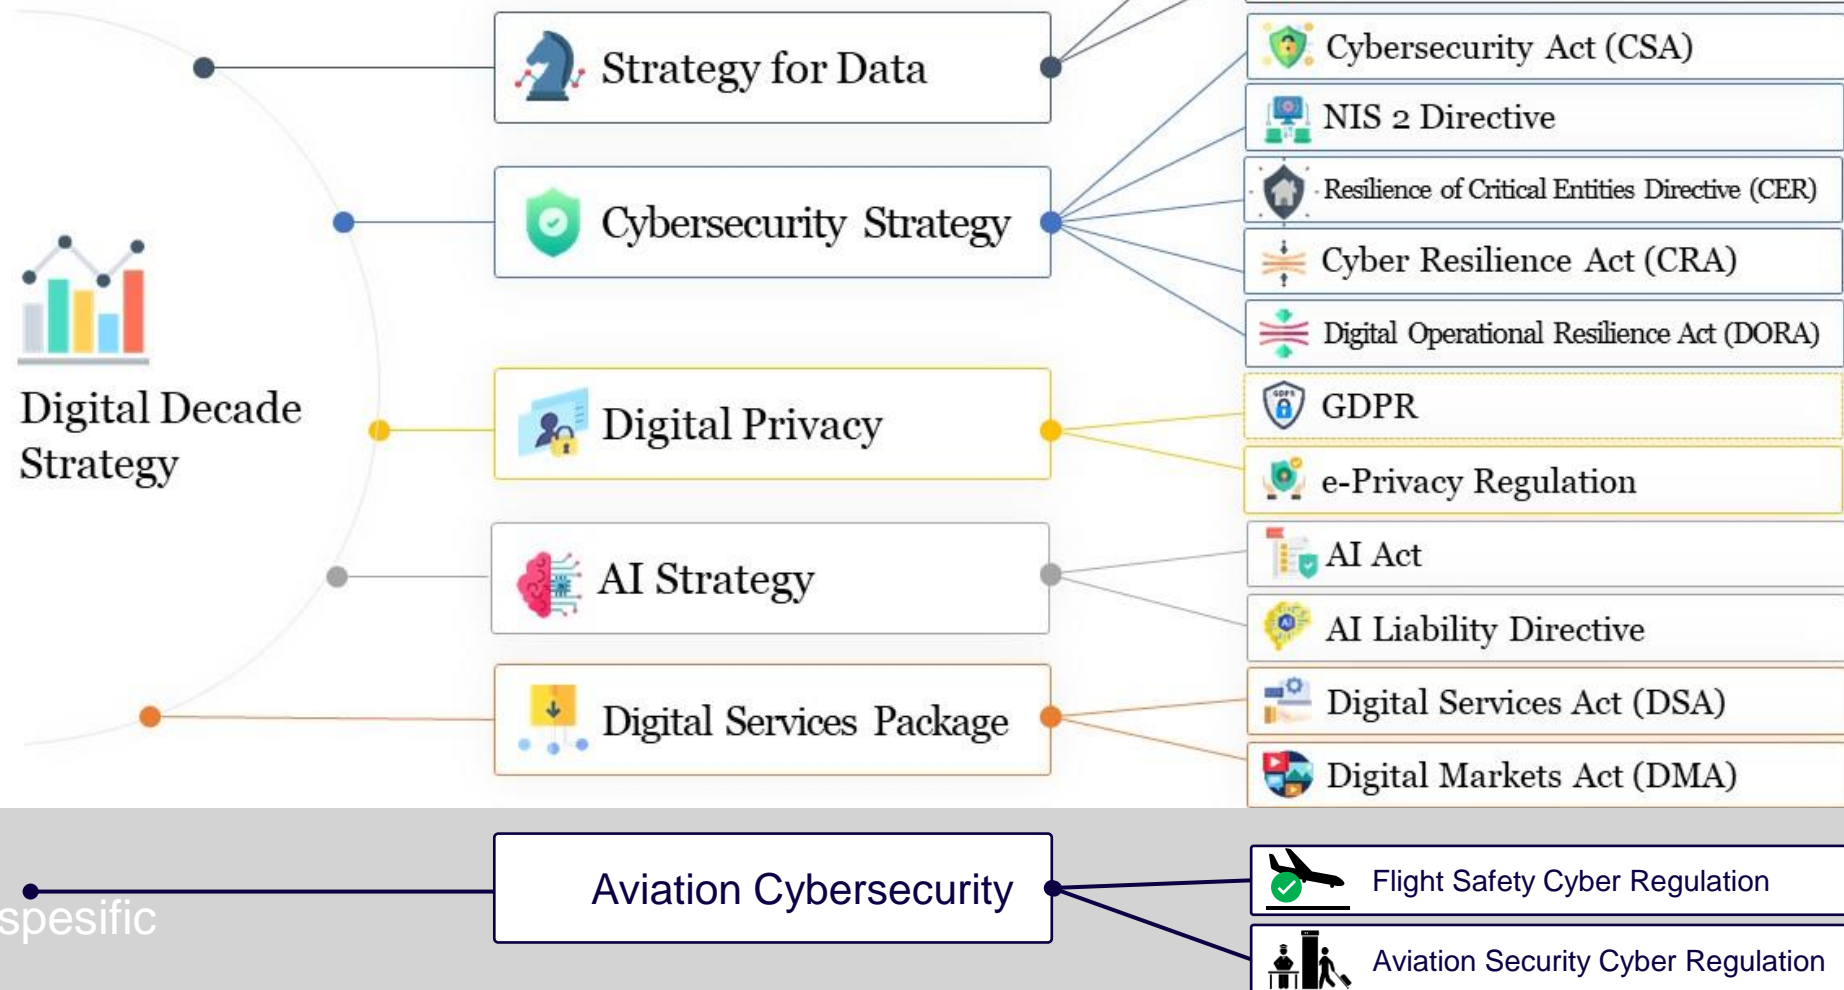 Digital Decade
Strategy
Strategy for Data
Cybersecurity Strategy
Cybersecurity Act (CSA)
NIS 2 Directive
Resilience of Critical Entities Directive (CER)
Cyber Resilience Act (CRA)
Digital Operational Resilience Act (DORA)
Digital Privacy
GDPR
GDPR
e-Privacy Regulation
AI Strategy
AI Act
AI
AI Liability Directive
Digital Services Package
Digital Services Act (DSA)
Digital Markets Act (DMA)
spesific
Aviation Cybersecurity
Flight Safety Cyber Regulation
Aviation Security Cyber Regulation